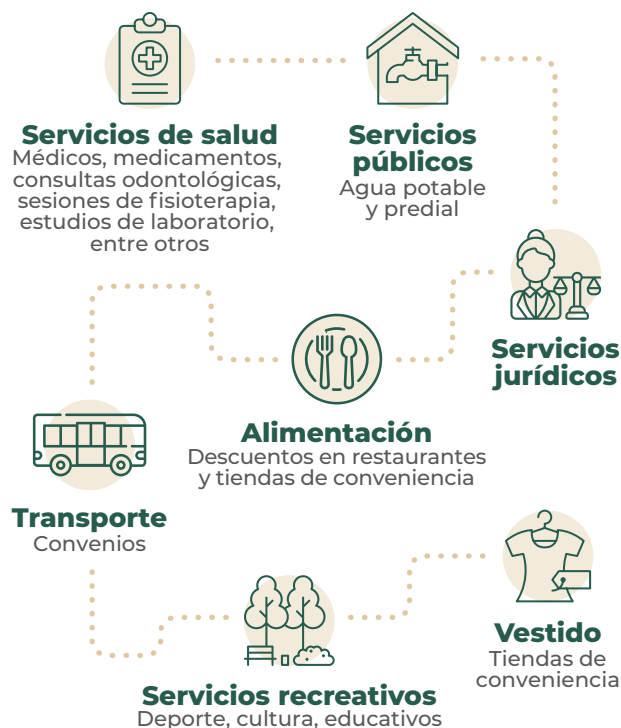 Servicios de salud
Médicos, medicamentos,
consultas odontológicas,
sesiones de fisioterapia,
estudios de laboratorio,
entre otros
Servicios
públicos
Agua potable
y predial
Servicios
jurídicos
Alimentación
Descuentos en restaurantes
y tiendas de conveniencia
Transporte
Convenios
Servicios recreativos
Deporte, cultura, educativos
Vestido
Tiendas de
conveniencia